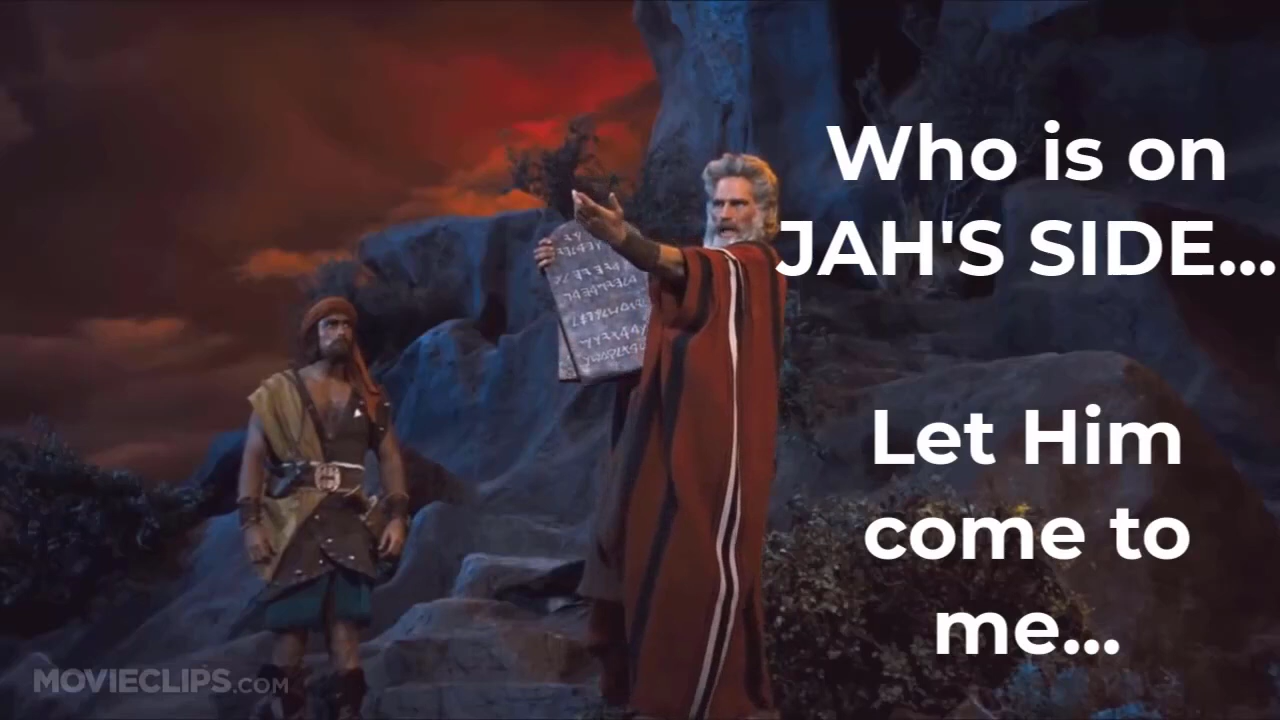 Who is on
JAH'S SIDE...
Let Him
come to
me...
MOVIECLIPS.COM